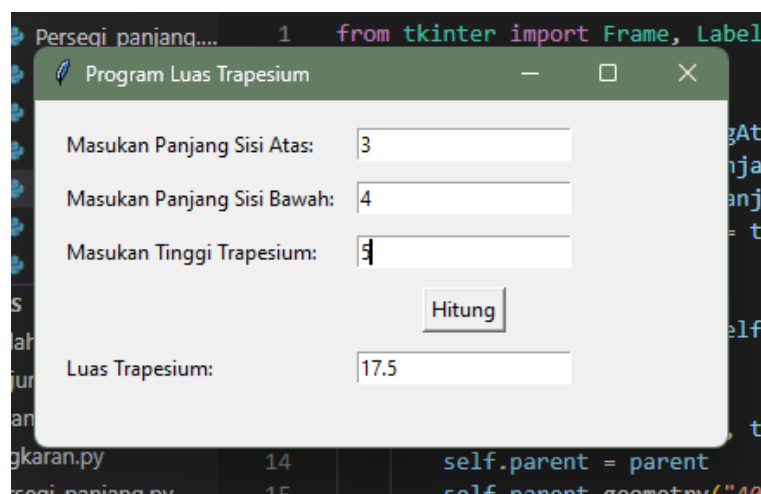 Persegi panjang.... 1 from tkinter import Frame, Label
Program Luas Trapesium
Masukan Panjang Sisi Atas: 3
Masukan Panjang Sisi Bawah: 4
Masukan Tinggi Trapesium: 5
Hitung
Luas Trapesium: 17.5
gkaran.py 14 self.parent = parent
15